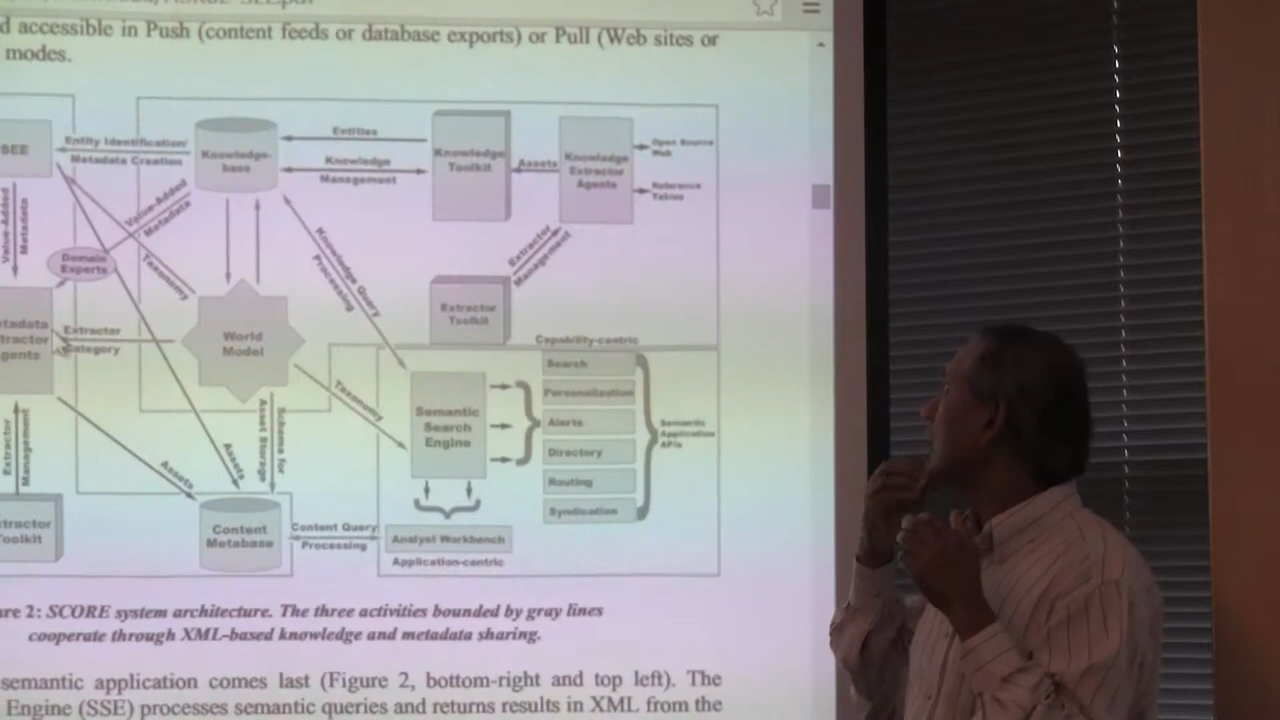 d accessible in Push (content feeds or database exports) or Pull (Web sites or
modes.
SEE
Entity Identification/
Metadata Creation
Knowledge-
base
Entities
Knowledge
Management
Knowledge
Toolkit
Assets
Knowledge
Extractor
Agents
Open Source
Web
Reference
Tables
Value-Added
Metadata
Value-Added
Metadata
Domain
Experts
Taxonomy
Knowledge Query
Processing
Extractor
Management
Extractor
Toolkit
tadata
tractor
gents
Extractor
Category
World
Model
Taxonomy
Capability-centric
Search
Personalization
Alerts
Directory
Routing
Syndication
Semantic
Application
APIs
Semantic
Search
Engine
Extractor
Management
Assets
Assets
Schema for
Asset Storage
tractor
oolkit
Content
Metabase
Content Query
Processing
Analyst Workbench
Application-centric
re 2: SCORE system architecture. The three activities bounded by gray lines
cooperate through XML-based knowledge and metadata sharing.
semantic application comes last (Figure 2, bottom-right and top left). The
Engine (SSE) processes semantic queries and returns results in XML from the